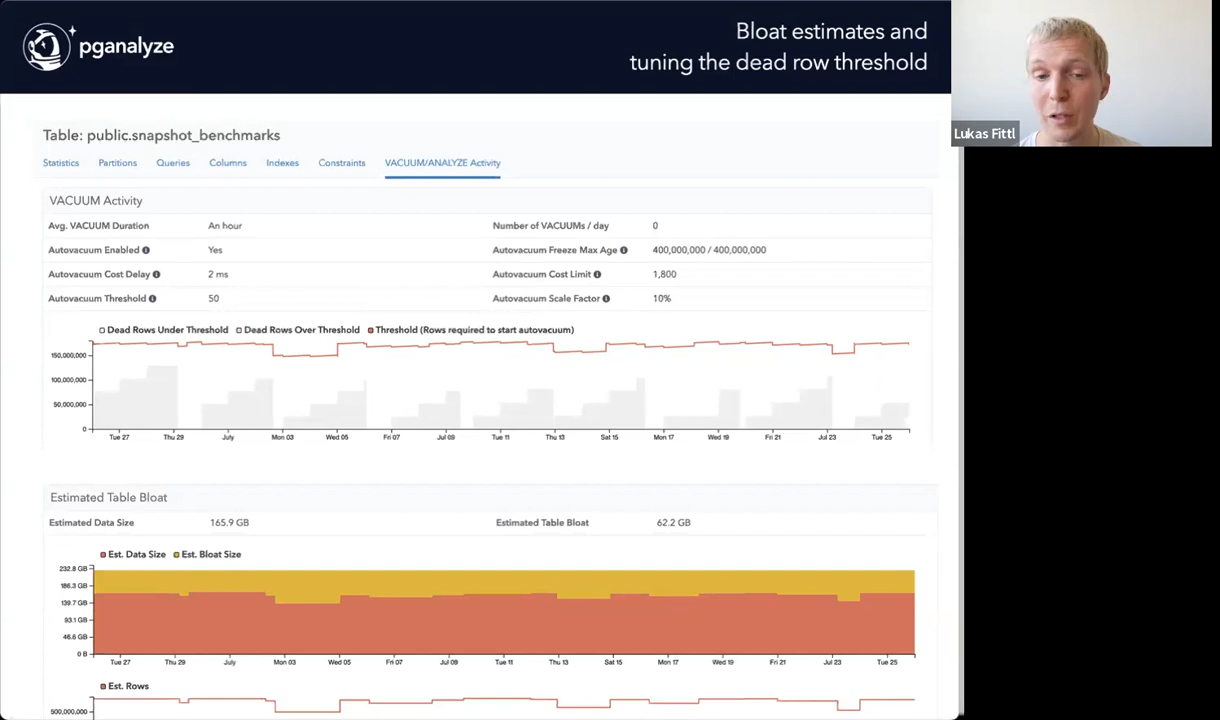 pganalyze
Bloat estimates and
tuning the dead row threshold
Lukas Fittl
Table: public.snapshot_benchmarks
Statistics Partitions Queries Columns Indexes Constraints VACUUM/ANALYZE Activity
VACUUM Activity
Avg. VACUUM Duration An hour Number of VACUUMs / day 0
Autovacuum Enabled Yes Autovacuum Freeze Max Age 400,000,000 / 400,000,000
Autovacuum Cost Delay 2 ms Autovacuum Cost Limit 1,800
Autovacuum Threshold 50 Autovacuum Scale Factor 10%
Dead Rows Under Threshold Dead Rows Over Threshold Threshold (Rows required to start autovacuum)
150,000,000
100,000,000
50,000,000
0
Tue 27 Thu 29 July Mon 03 Wed 05 Fri 07 Jul 09 Tue 11 Thu 13 Sat 15 Mon 17 Wed 19 Fri 21 Jul 23 Tue 25
Estimated Table Bloat
Estimated Data Size 165.9 GB Estimated Table Bloat 62.2 GB
Est. Data Size Est. Bloat Size
232.8 GB
186.3 GB
139.7 GB
93.1 GB
46.6 GB
0 B
Tue 27 Thu 29 July Mon 03 Wed 05 Fri 07 Jul 09 Tue 11 Thu 13 Sat 15 Mon 17 Wed 19 Fri 21 Jul 23 Tue 25
Est. Rows
500,000,000